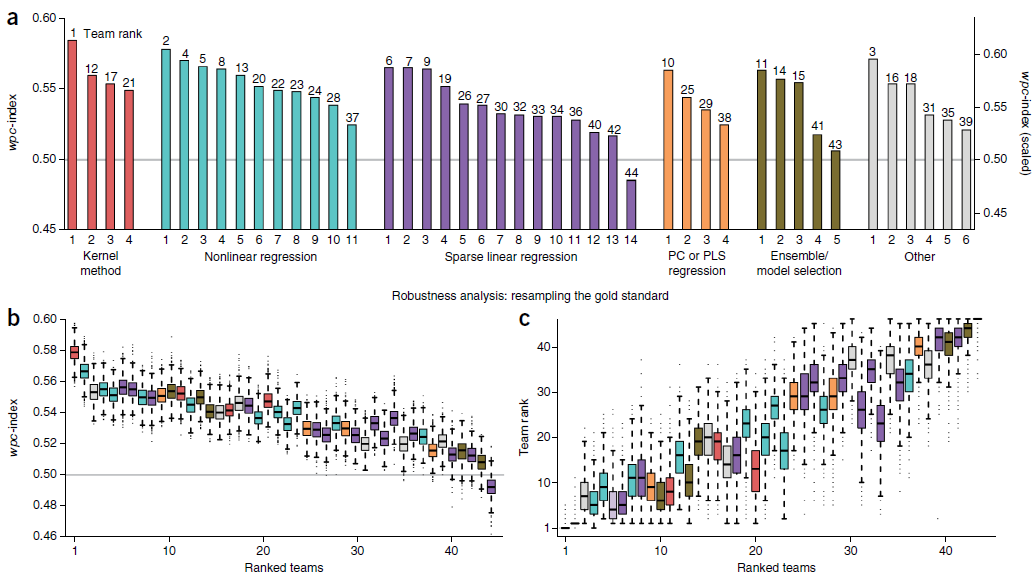 a
0.60
0.55
0.50
0.45
wpc-index
1 Team rank
12
17
21
2
4
5
8
13
20
22
23
24
28
37
6
7
9
19
26
27
30
32
33
34
36
40
42
44
10
25
29
38
11
14
15
41
43
3
16
18
31
35
39
0.60
0.55
0.50
0.45
wpc-index (scaled)
1 2 3 4
1 2 3 4 5 6 7 8 9 10 11
1 2 3 4 5 6 7 8 9 10 11 12 13 14
1 2 3 4
1 2 3 4 5
1 2 3 4 5 6
Kernel
method
Nonlinear regression
Sparse linear regression
PC or PLS
regression
Ensemble/
model selection
Other
Robustness analysis: resampling the gold standard
b
0.60
0.58
0.56
0.54
0.52
0.50
0.48
0.46
wpc-index
1 10 20 30 40
Ranked teams
c
40
30
20
10
1
Team rank
1 10 20 30 40
Ranked teams